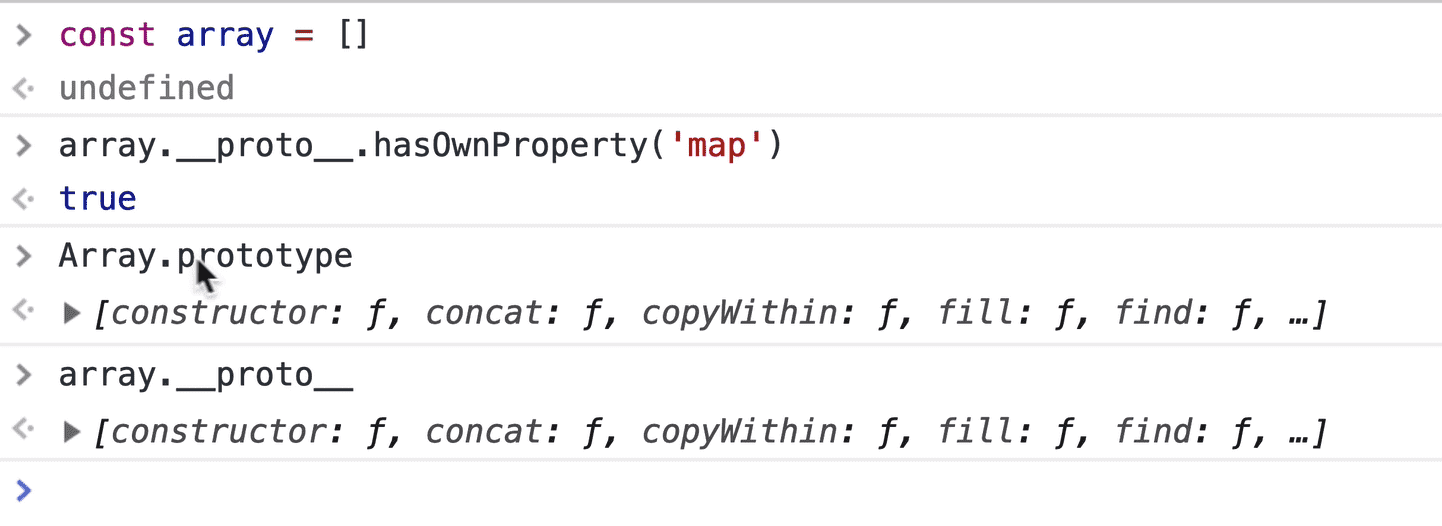 const array = []
undefined
array.__proto__.hasOwnProperty('map')
true
Array.prototype
[constructor: ƒ, concat: ƒ, copyWithin: ƒ, fill: ƒ, find: ƒ, …]
array.__proto__
[constructor: ƒ, concat: ƒ, copyWithin: ƒ, fill: ƒ, find: ƒ, …]